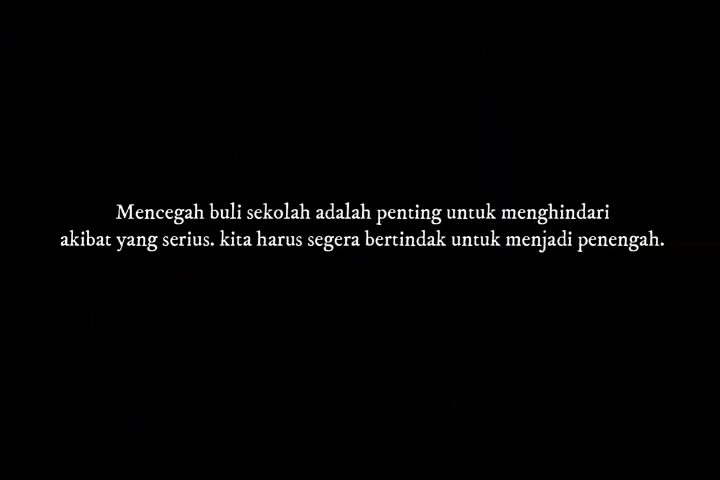 Mencegah buli sekolah adalah penting untuk menghindari
akibat yang serius. kita harus segera bertindak untuk menjadi penengah.